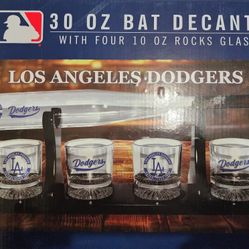 30 OZ BAT DECANT
WITH FOUR 10 OZ ROCKS GLAS
LOS ANGELES DODGERS
Dodgers
LA
Dodgers
LA
Dodgers